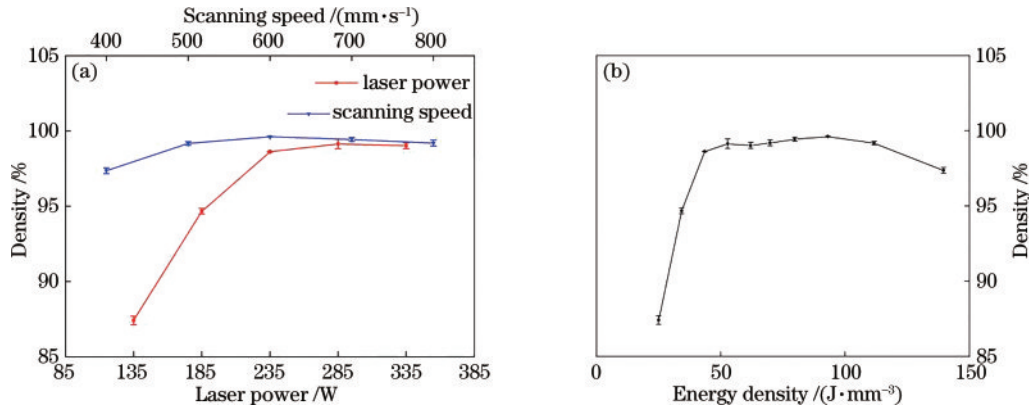 Scanning speed /(mm·s⁻¹)
400 500 600 700 800
105
(a)
laser power
scanning speed
100
95
90
85
Density /%
85 135 185 235 285 335 385
Laser power /W
(b)
105
100
95
90
85
Density /%
0 50 100 150
Energy density /(J·mm⁻³)